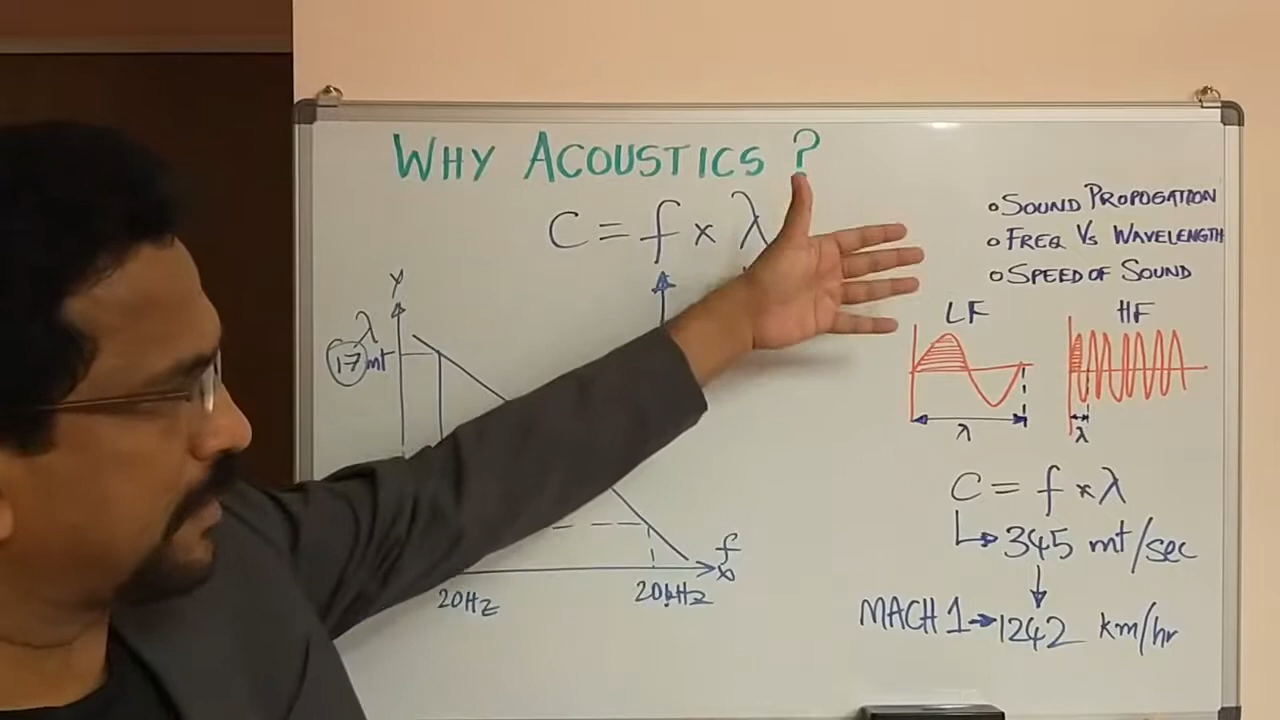 WHY ACOUSTICS ?
C = f x λ
• SOUND PROPOGATION
• FREQ Vs WAVELENGTH
• SPEED OF SOUND
LF
HF
λ
λ
Y
λ
17 mt
C = f x λ
345 mt/sec
MACH 1 → 1242 km/hr
f
x
20Hz
20kHz